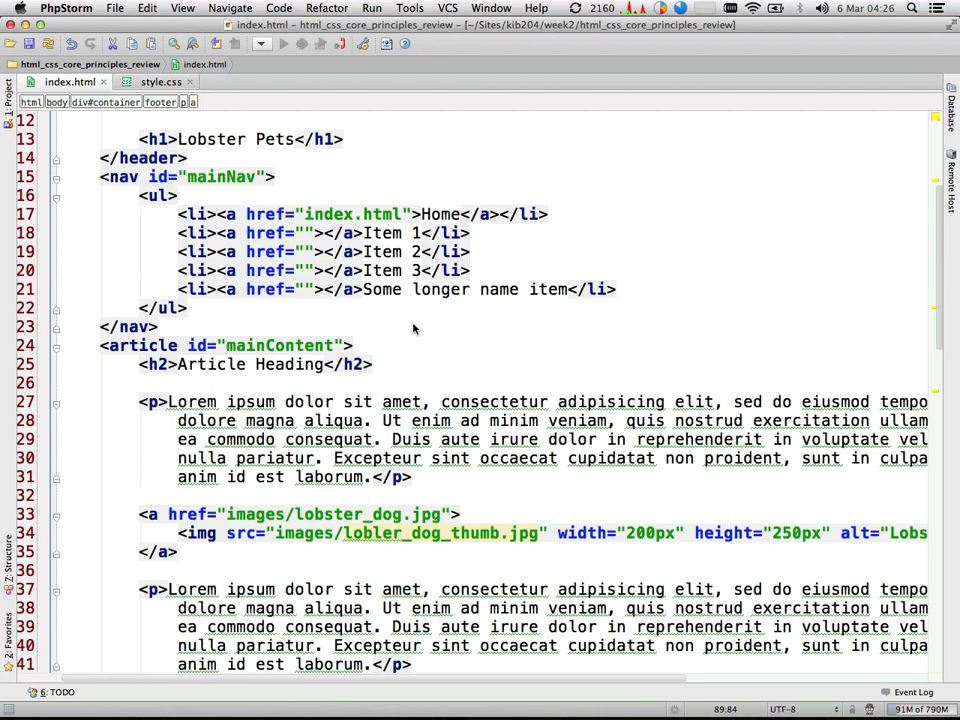 PhpStorm File Edit View Navigate Code Refactor Run Tools VCS Window Help 2160 6 Mar 04:26
index.html – html_css_core_principles_review – [~/Sites/kib204/week2/html_css_core_principles_review]
html_css_core_principles_review index.html
index.html style.css
html body div#container footer p a
12
13 <h1>Lobster Pets</h1>
14 </header>
15 <nav id="mainNav">
16 <ul>
17 <li><a href="index.html">Home</a></li>
18 <li><a href=""></a>Item 1</li>
19 <li><a href=""></a>Item 2</li>
20 <li><a href=""></a>Item 3</li>
21 <li><a href=""></a>Some longer name item</li>
22 </ul>
23 </nav>
24 <article id="mainContent">
25 <h2>Article Heading</h2>
26
27 <p>Lorem ipsum dolor sit amet, consectetur adipisicing elit, sed do eiusmod tempo
28 dolore magna aliqua. Ut enim ad minim veniam, quis nostrud exercitation ullam
29 ea commodo consequat. Duis aute irure dolor in reprehenderit in voluptate vel
30 nulla pariatur. Excepteur sint occaecat cupidatat non proident, sunt in culpa
31 anim id est laborum.</p>
32
33 <a href="images/lobster_dog.jpg">
34 <img src="images/lobler_dog_thumb.jpg" width="200px" height="250px" alt="Lobs
35 </a>
36
37 <p>Lorem ipsum dolor sit amet, consectetur adipisicing elit, sed do eiusmod tempo
38 dolore magna aliqua. Ut enim ad minim veniam, quis nostrud exercitation ullam
39 ea commodo consequat. Duis aute irure dolor in reprehenderit in voluptate vel
40 nulla pariatur. Excepteur sint occaecat cupidatat non proident, sunt in culpa
41 anim id est laborum.</p>
1: Project
Z: Structure
2: Favorites
Database
Remote Host
6: TODO Event Log
89:84 UTF-8 91M of 790M